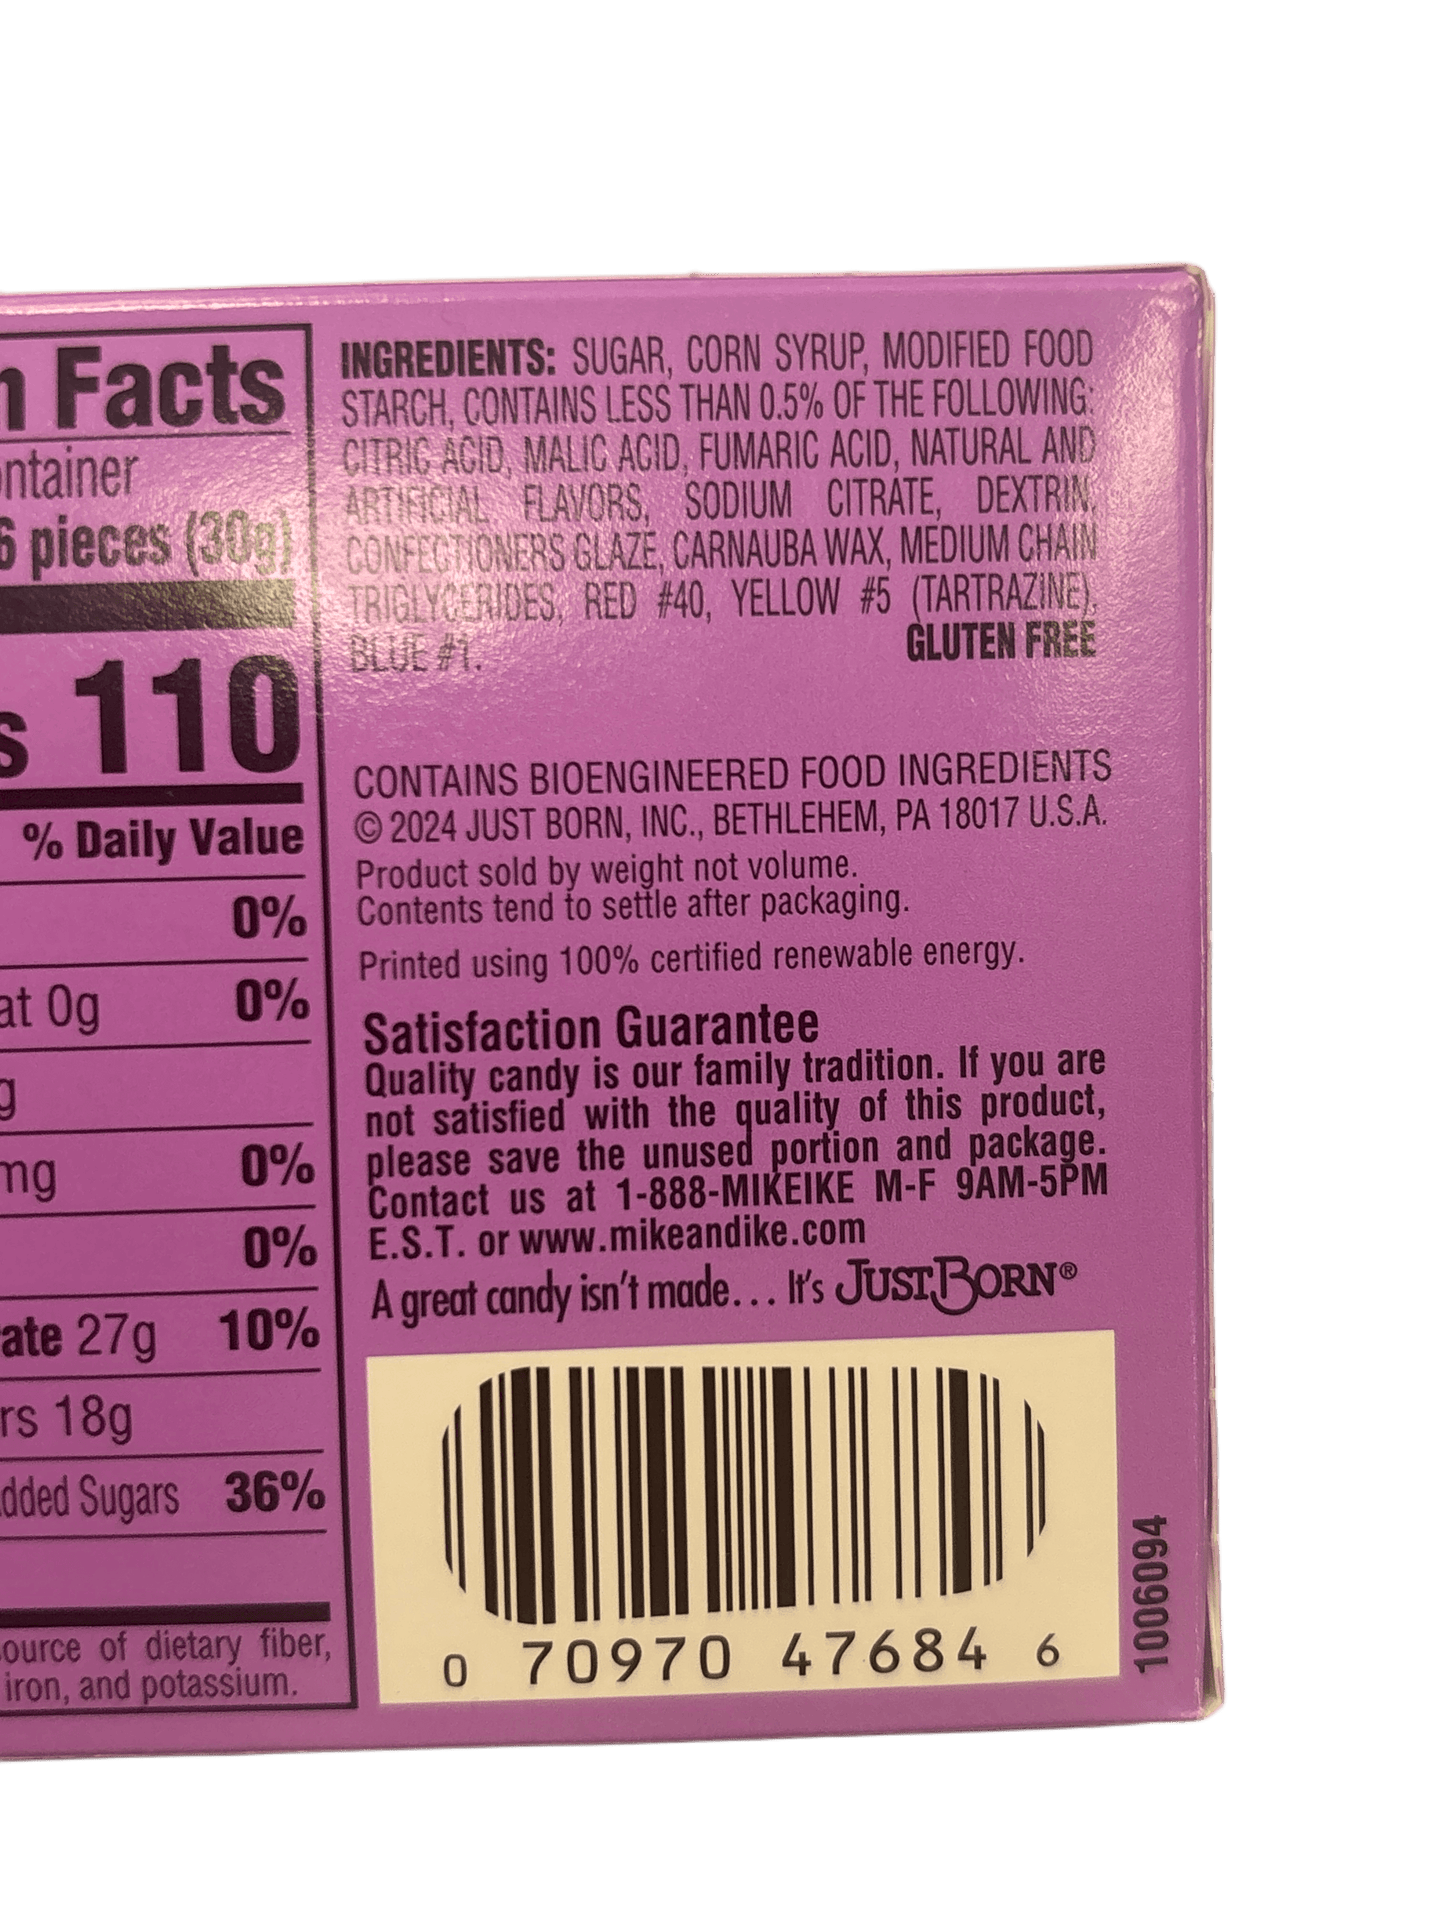 Facts
ntainer
6 pieces (30g)
110
% Daily Value
0%
at 0g 0%
g
mg 0%
0%
ate 27g 10%
rs 18g
dded Sugars 36%
ource of dietary fiber,
iron, and potassium.
INGREDIENTS: SUGAR, CORN SYRUP, MODIFIED FOOD
STARCH, CONTAINS LESS THAN 0.5% OF THE FOLLOWING:
CITRIC ACID, MALIC ACID, FUMARIC ACID, NATURAL AND
ARTIFICIAL FLAVORS, SODIUM CITRATE, DEXTRIN,
CONFECTIONERS GLAZE, CARNAUBA WAX, MEDIUM CHAIN
TRIGLYCERIDES, RED #40, YELLOW #5 (TARTRAZINE),
BLUE #1. GLUTEN FREE
CONTAINS BIOENGINEERED FOOD INGREDIENTS
© 2024 JUST BORN, INC., BETHLEHEM, PA 18017 U.S.A.
Product sold by weight not volume.
Contents tend to settle after packaging.
Printed using 100% certified renewable energy.
Satisfaction Guarantee
Quality candy is our family tradition. If you are
not satisfied with the quality of this product,
please save the unused portion and package.
Contact us at 1-888-MIKEIKE M-F 9AM-5PM
E.S.T. or www.mikeandike.com
A great candy isn't made... It's JUST BORN®
0 70970 47684 6
1006094